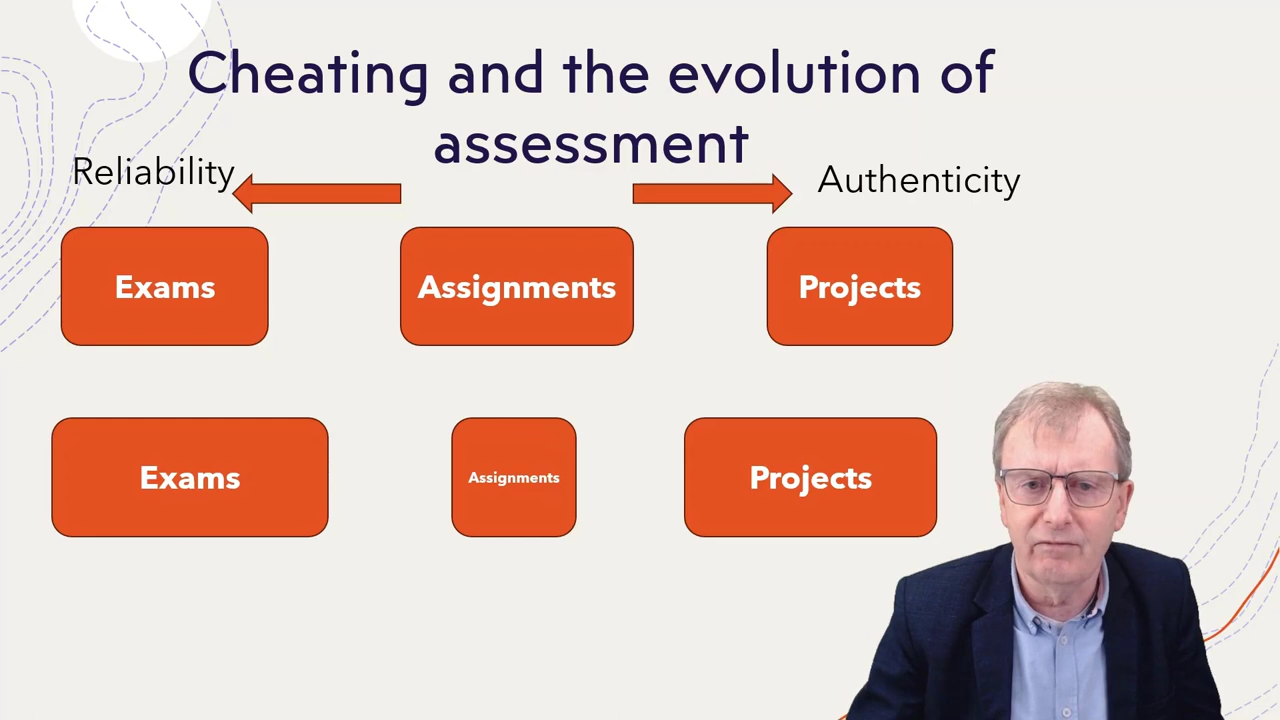 Cheating and the evolution of
assessment
Reliability
Authenticity
Exams
Assignments
Projects
Exams
Assignments
Projects